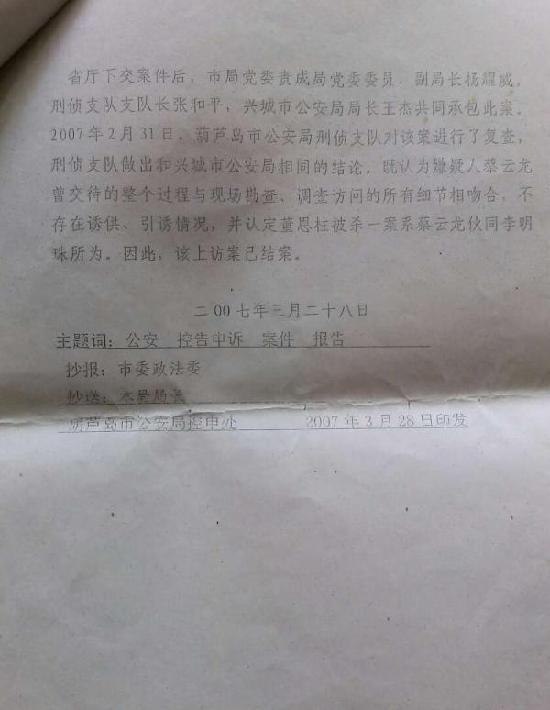 省厅下交案件后，市局党委责成局党委委员、副局长杨耀威，
刑侦支队支队长张和平，兴城市公安局局长王杰共同承包此案。
2007年2月31日，葫芦岛市公安局刑侦支队对该案进行了复查，
刑侦支队做出和兴城市公安局相同的结论，既认为嫌疑人蔡云龙
曾交待的整个过程与现场勘查、调查方问的所有细节相吻合，不
存在诱供、引诱情况，并认定董恩柱被杀一案系蔡云龙伙同李明
珠所为。因此，该上访案已结案。
二00七年三月二十八日
主题词：公安 控告申诉 案件 报告
抄报：市委政法委
抄送：本局局长
葫芦岛市公安局控申处 2007年3月28日印发